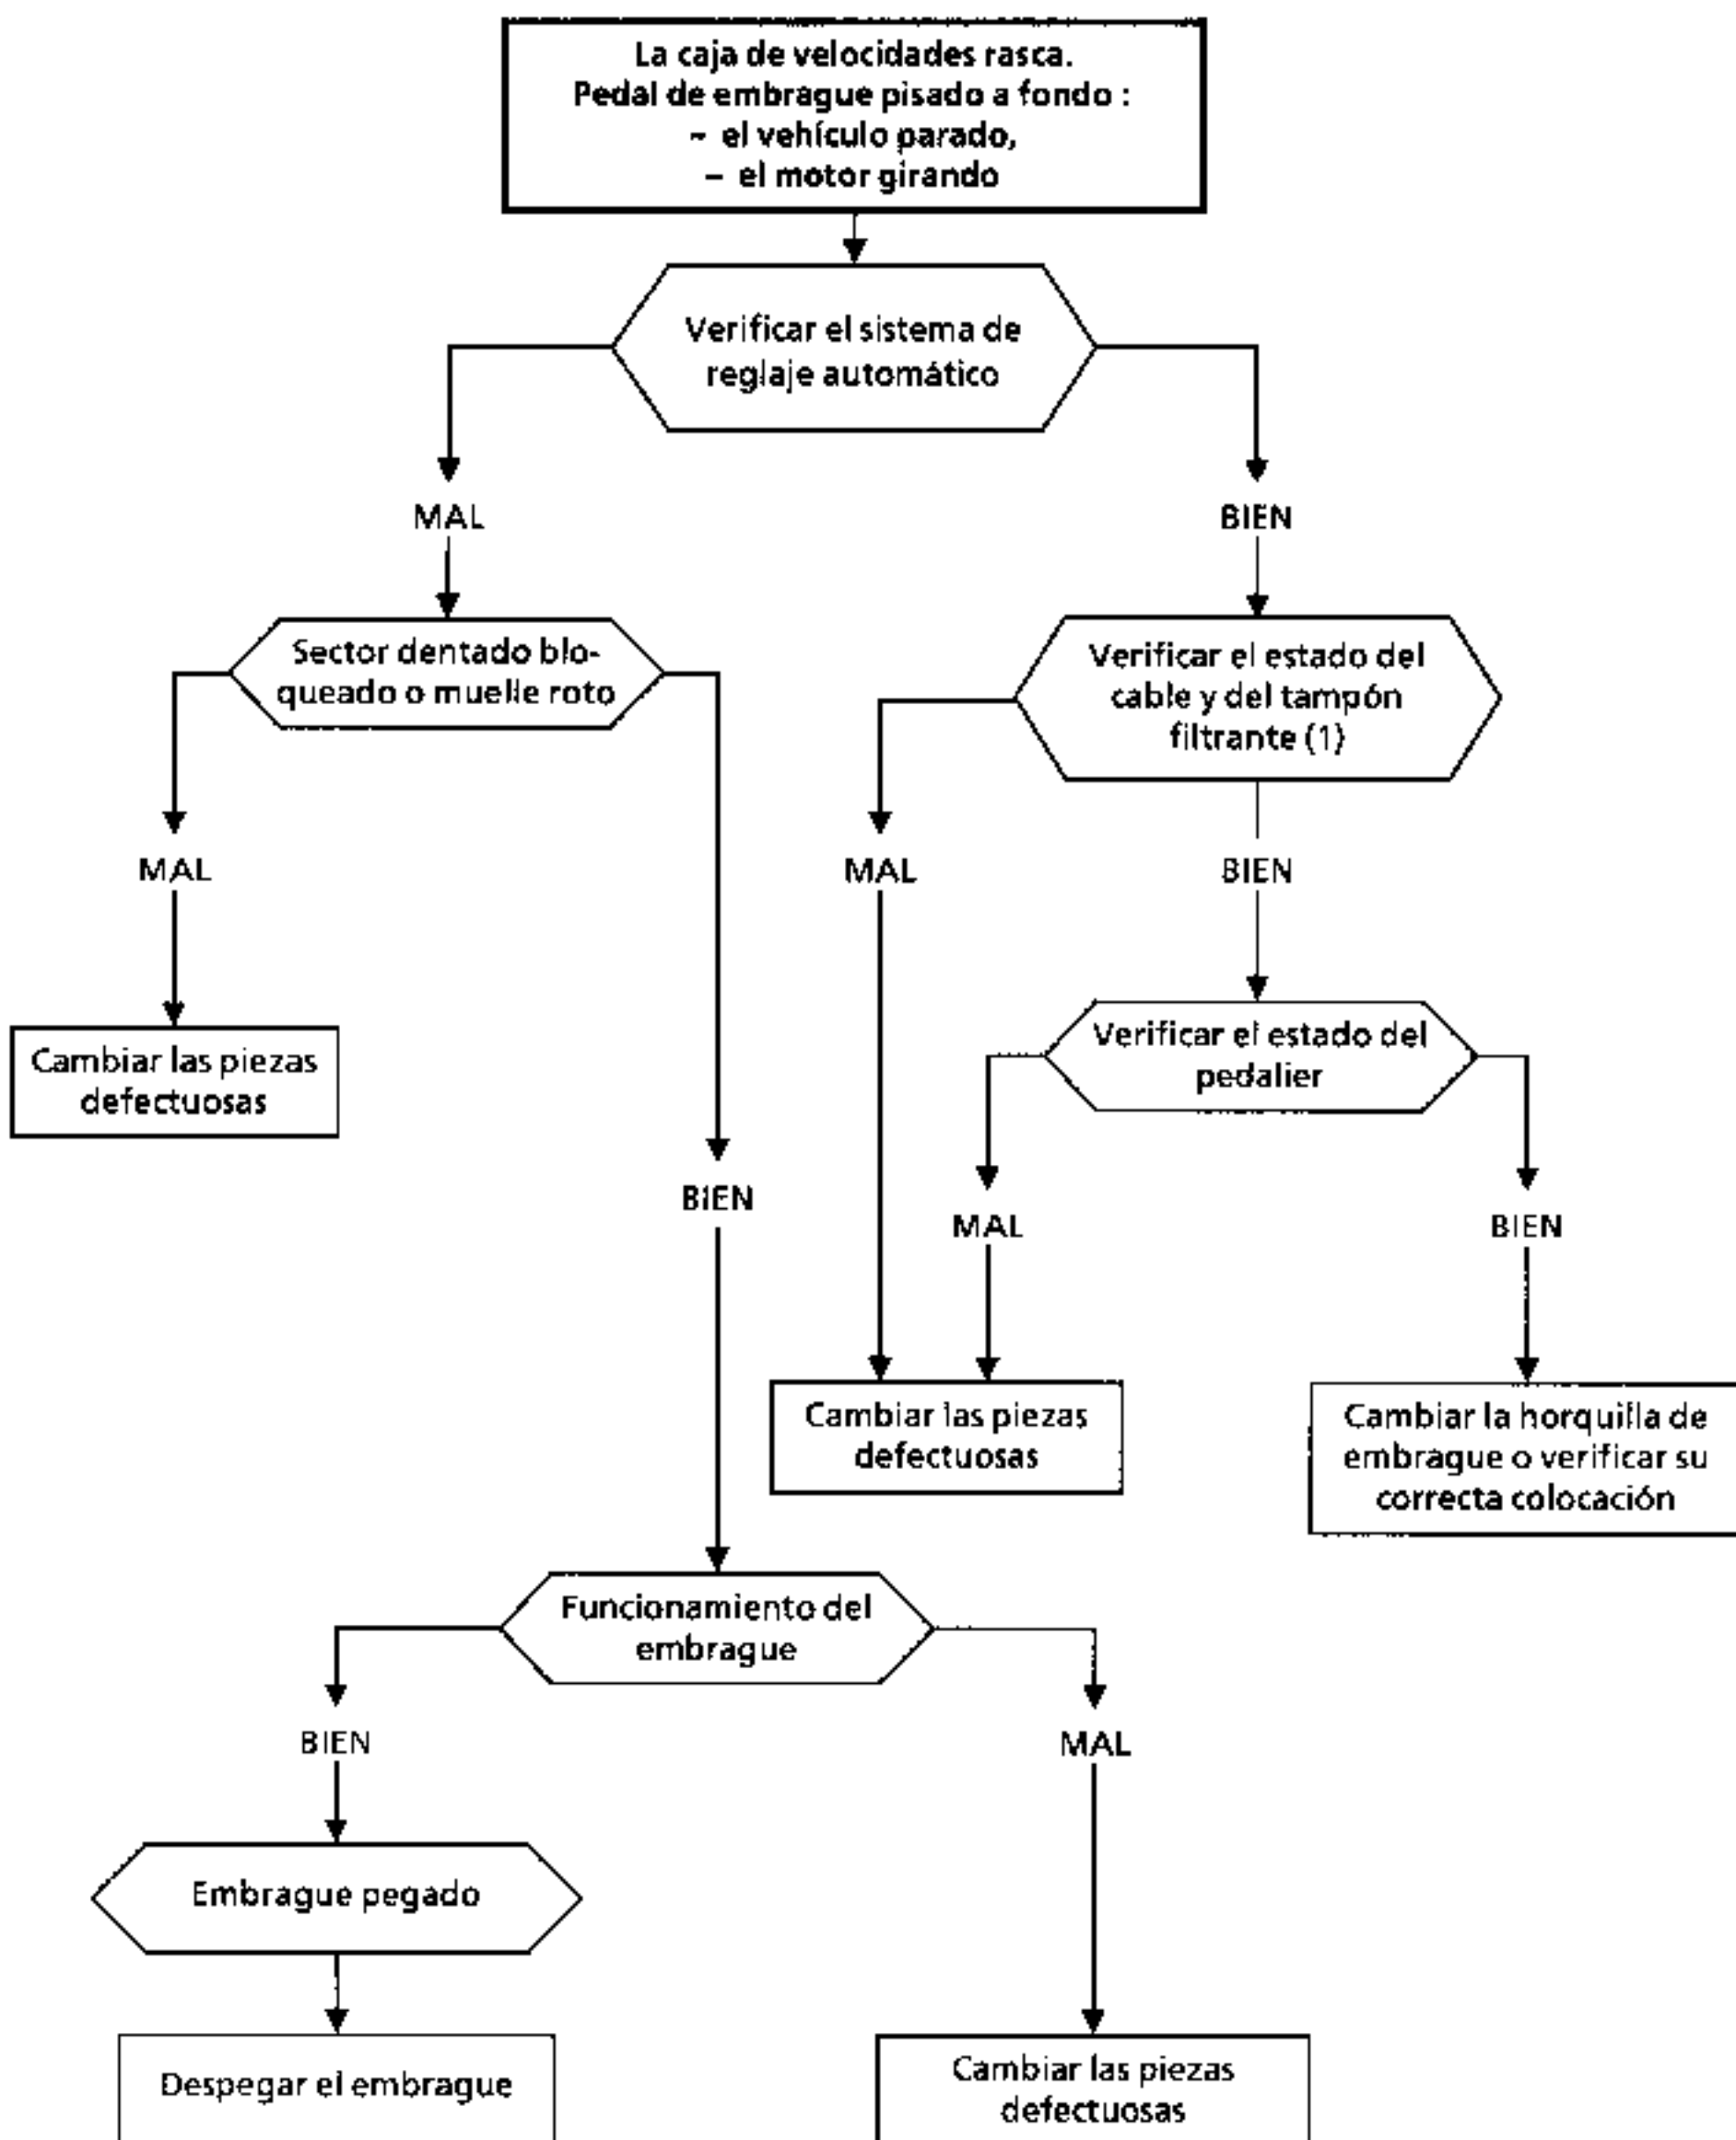 La caja de velocidades rasca.
Pedal de embrague pisado a fondo :
– el vehículo parado,
– el motor girando
Verificar el sistema de
reglaje automático
MAL
BIEN
Sector dentado blo-
queado o muelle roto
Verificar el estado del
cable y del tampón
filtrante (1)
MAL
MAL
BIEN
Cambiar las piezas
defectuosas
Verificar el estado del
pedalier
BIEN
MAL
BIEN
Cambiar las piezas
defectuosas
Cambiar la horquilla de
embrague o verificar su
correcta colocación
Funcionamiento del
embrague
BIEN
MAL
Embrague pegado
Despegar el embrague
Cambiar las piezas
defectuosas